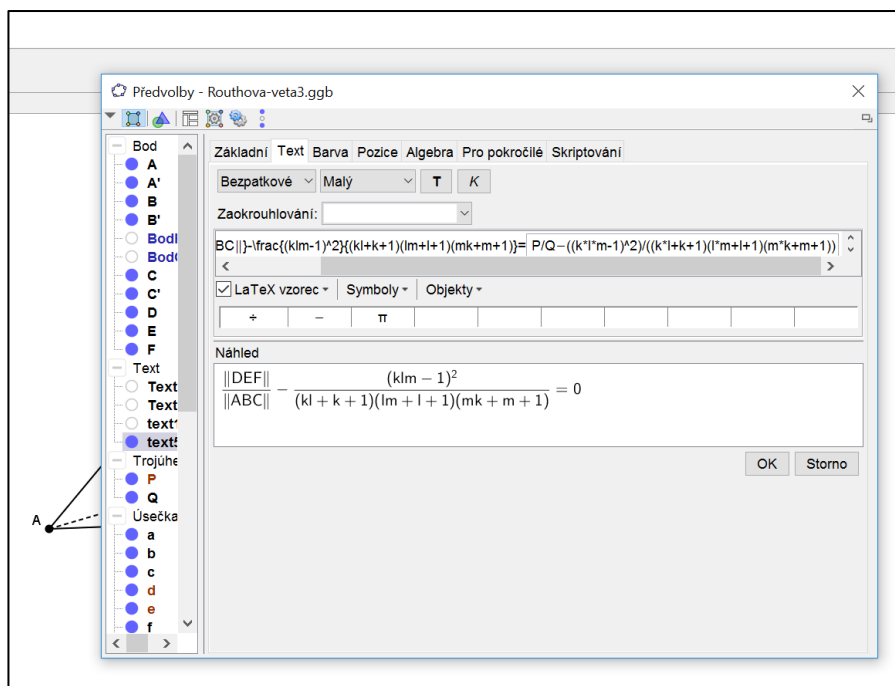 Předvolby - Routhova-veta3.ggb
Bod
A
A'
B
B'
Bod
Bod
C
C'
D
E
F
Text
Text
Text
text1
text5
Trojúhe
P
Q
Úsečka
a
b
c
d
e
f
Základní Text Barva Pozice Algebra Pro pokročilé Skriptování
Bezpatkové Malý T K
Zaokrouhlování:
BC‖}-\frac{(klm-1)^2}{(kl+k+1)(lm+l+1)(mk+m+1)}= P/Q−((k*l*m-1)^2)/((k*l+k+1)(l*m+l+1)(m*k+m+1))
LaTeX vzorec Symboly Objekty
÷ − π
Náhled
‖DEF‖/‖ABC‖ − (klm − 1)²/(kl + k + 1)(lm + l + 1)(mk + m + 1) = 0
OK Storno
A